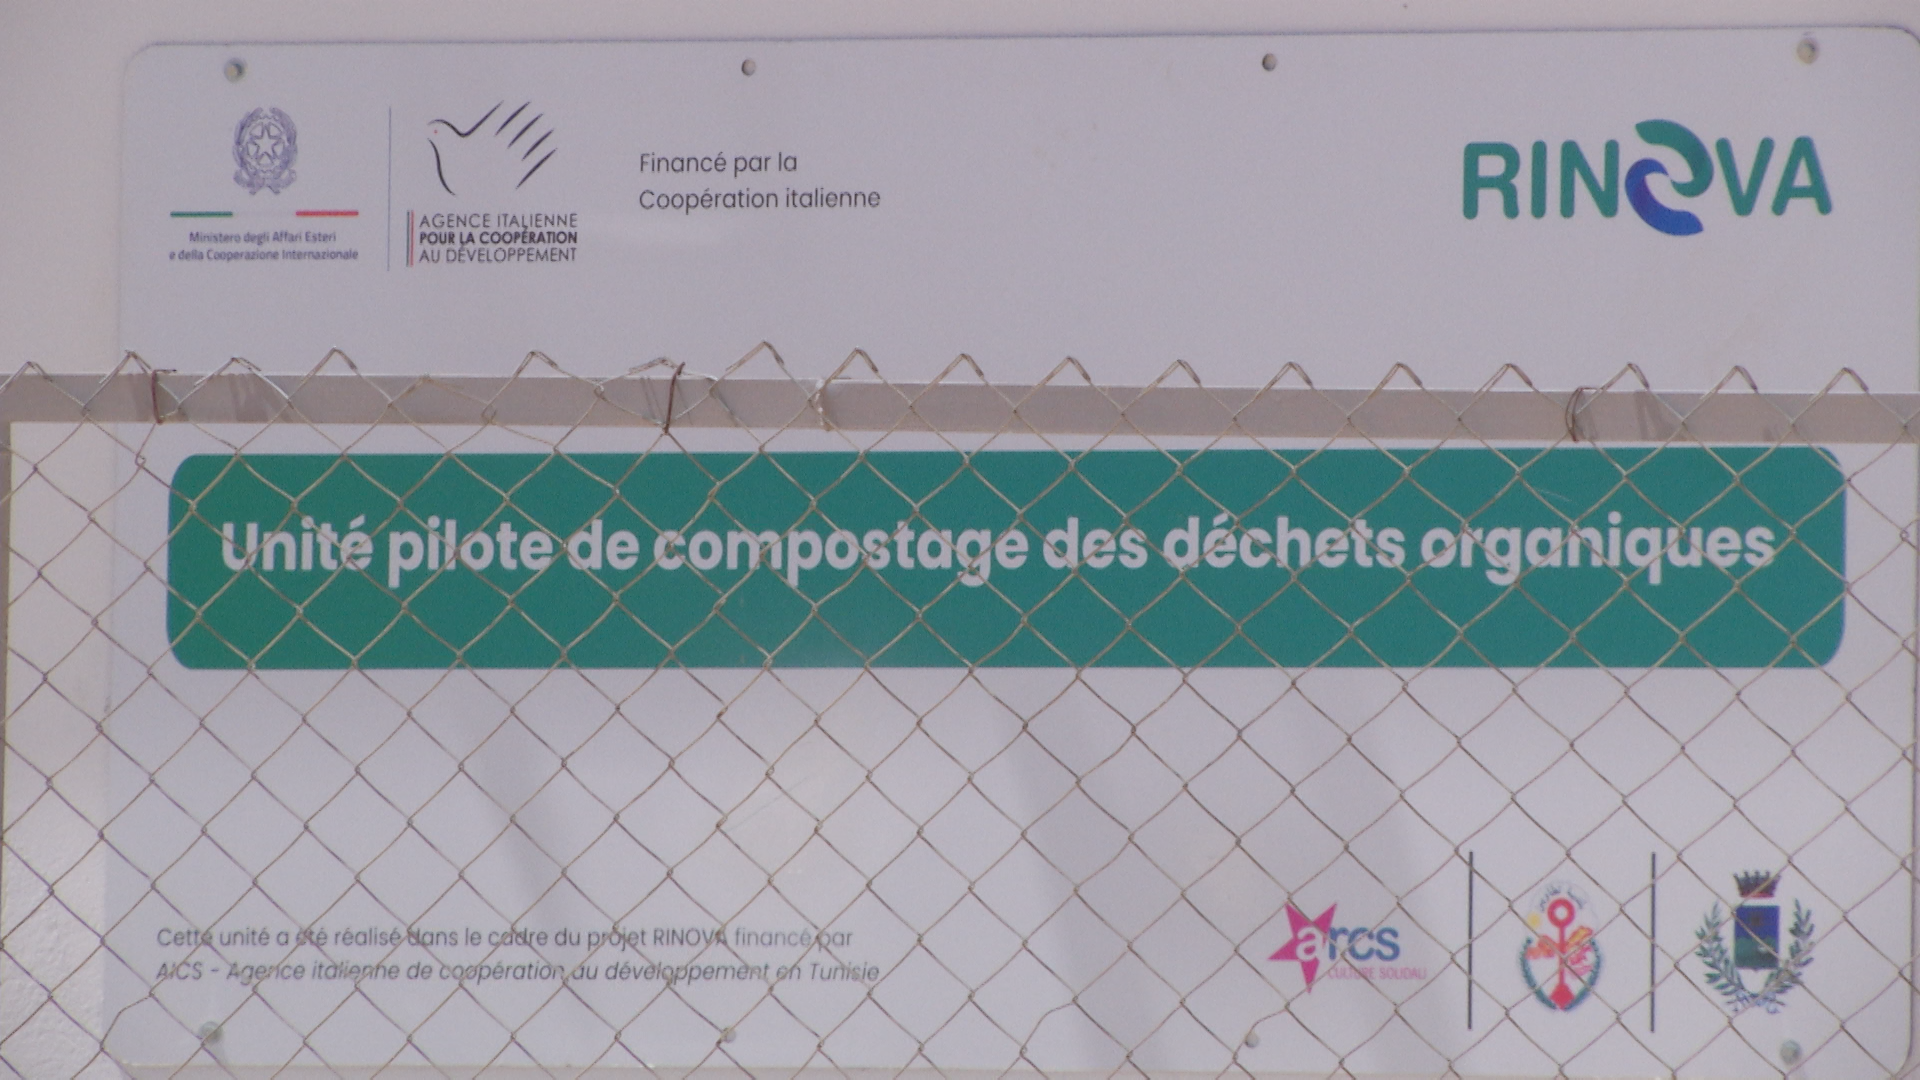 Ministero degli Affari Esteri
e della Cooperazione Internazionale
AGENCE ITALIENNE
POUR LA COOPÉRATION
AU DÉVELOPPEMENT
Financé par la
Coopération italienne
RINOVA
Unité pilote de compostage des déchets organiques
Cette unité a été réalisé dans le cadre du projet RINOVA financé par
AICS - Agence italienne de coopération au développement en Tunisie
arcs
CULTURE SOLIDALI